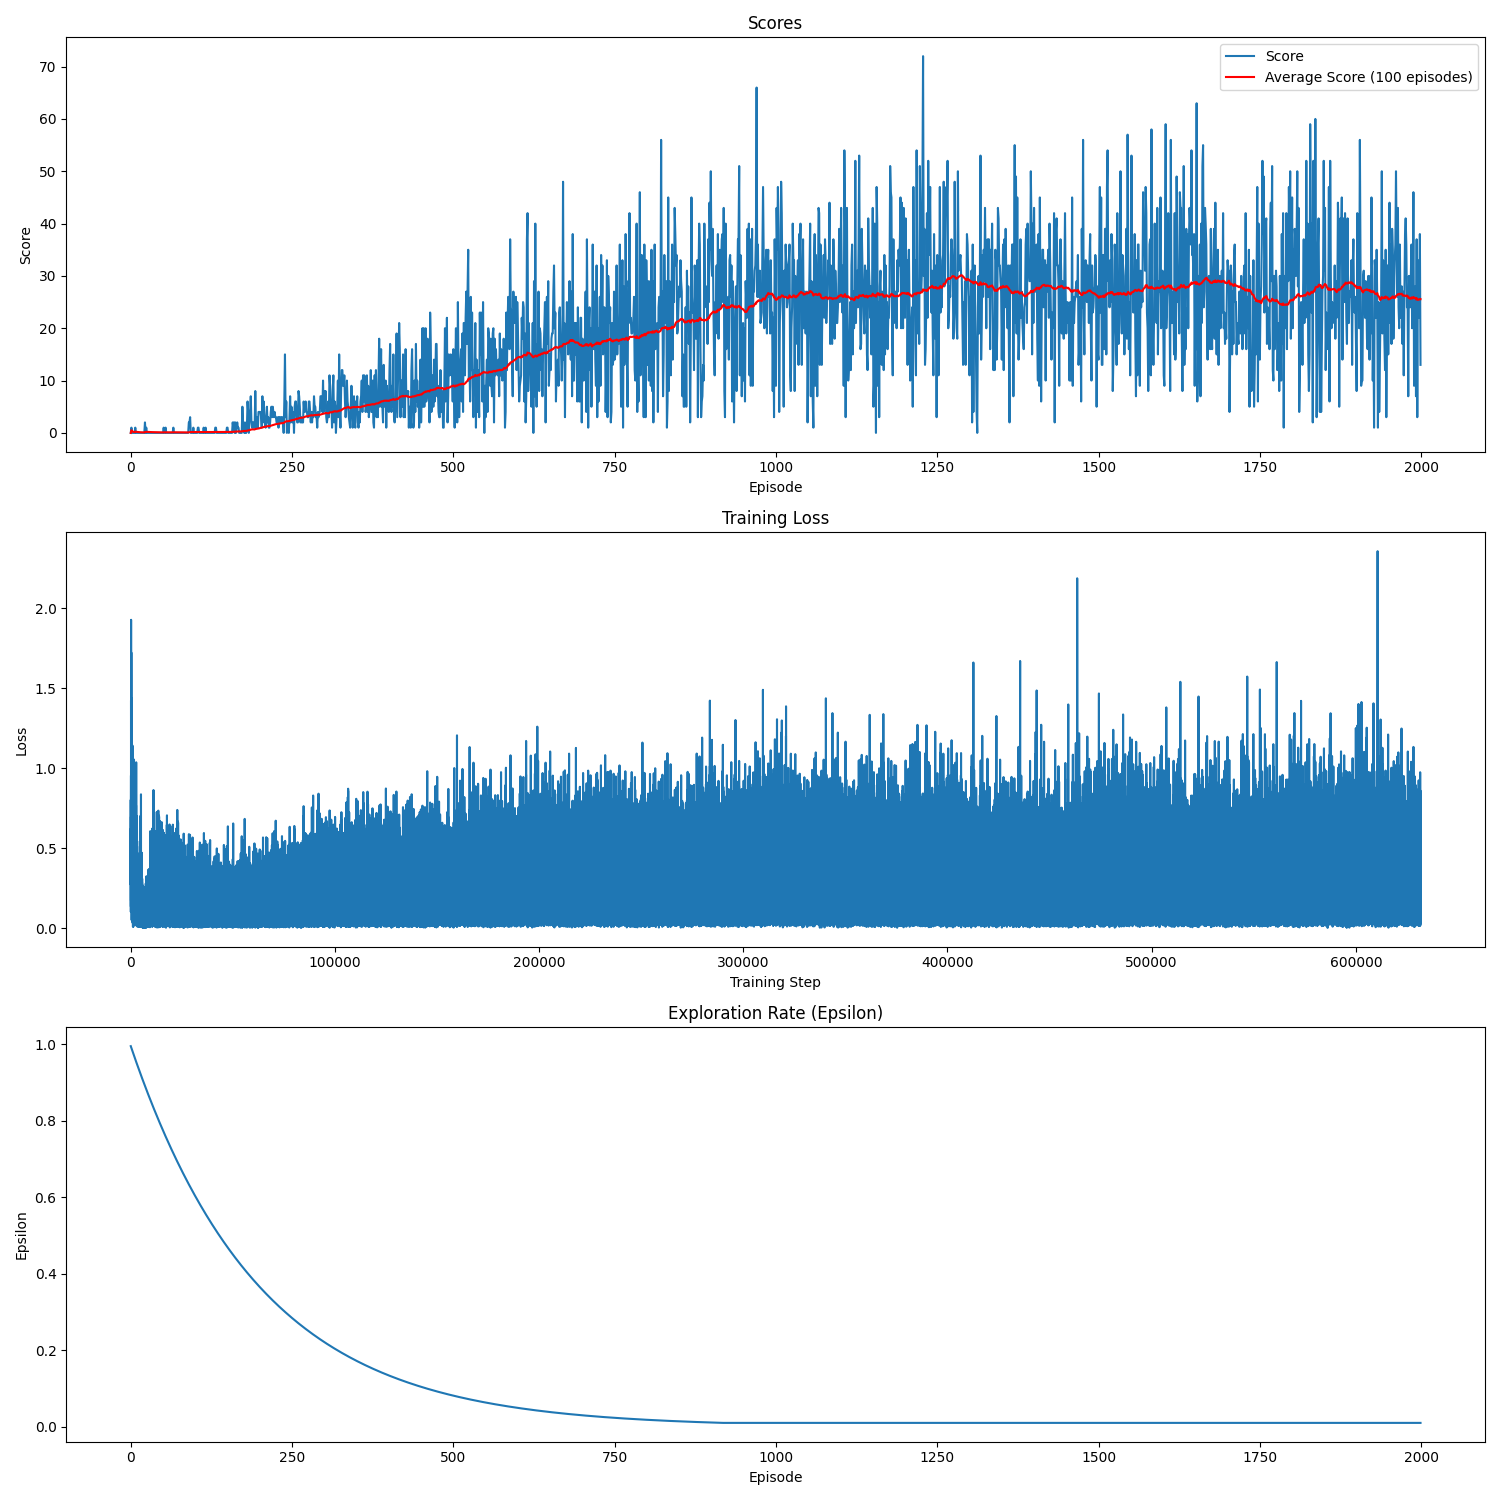 Scores
Score
Average Score (100 episodes)
70
60
50
40
30
20
10
0
Score
0 250 500 750 1000 1250 1500 1750 2000
Episode
Training Loss
2.0
1.5
1.0
0.5
0.0
Loss
0 100000 200000 300000 400000 500000 600000
Training Step
Exploration Rate (Epsilon)
1.0
0.8
0.6
0.4
0.2
0.0
Epsilon
0 250 500 750 1000 1250 1500 1750 2000
Episode